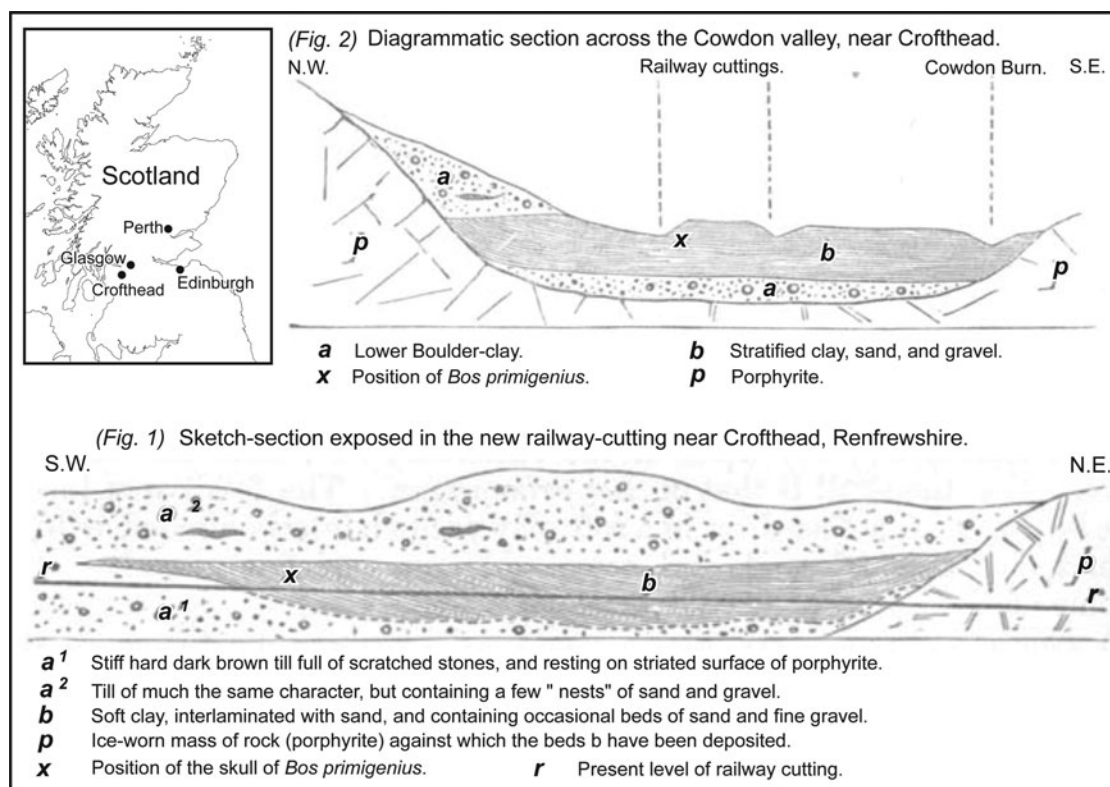 Scotland
Perth
Glasgow
Crofthead
Edinburgh
(Fig. 2) Diagrammatic section across the Cowdon valley, near Crofthead.
N.W. Railway cuttings. Cowdon Burn. S.E.
a
p
x
b
a
p
a Lower Boulder-clay. b Stratified clay, sand, and gravel.
x Position of Bos primigenius. p Porphyrite.
(Fig. 1) Sketch-section exposed in the new railway-cutting near Crofthead, Renfrewshire.
S.W. N.E.
a 2
r
x
b
p
r
a 1
a 1 Stiff hard dark brown till full of scratched stones, and resting on striated surface of porphyrite.
a 2 Till of much the same character, but containing a few " nests" of sand and gravel.
b Soft clay, interlaminated with sand, and containing occasional beds of sand and fine gravel.
p Ice-worn mass of rock (porphyrite) against which the beds b have been deposited.
x Position of the skull of Bos primigenius. r Present level of railway cutting.